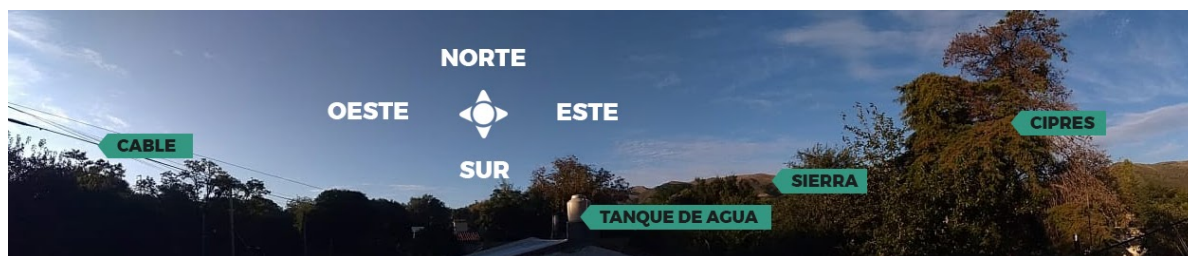 NORTE
OESTE
ESTE
CABLE
CIPRES
SUR
SIERRA
TANQUE DE AGUA